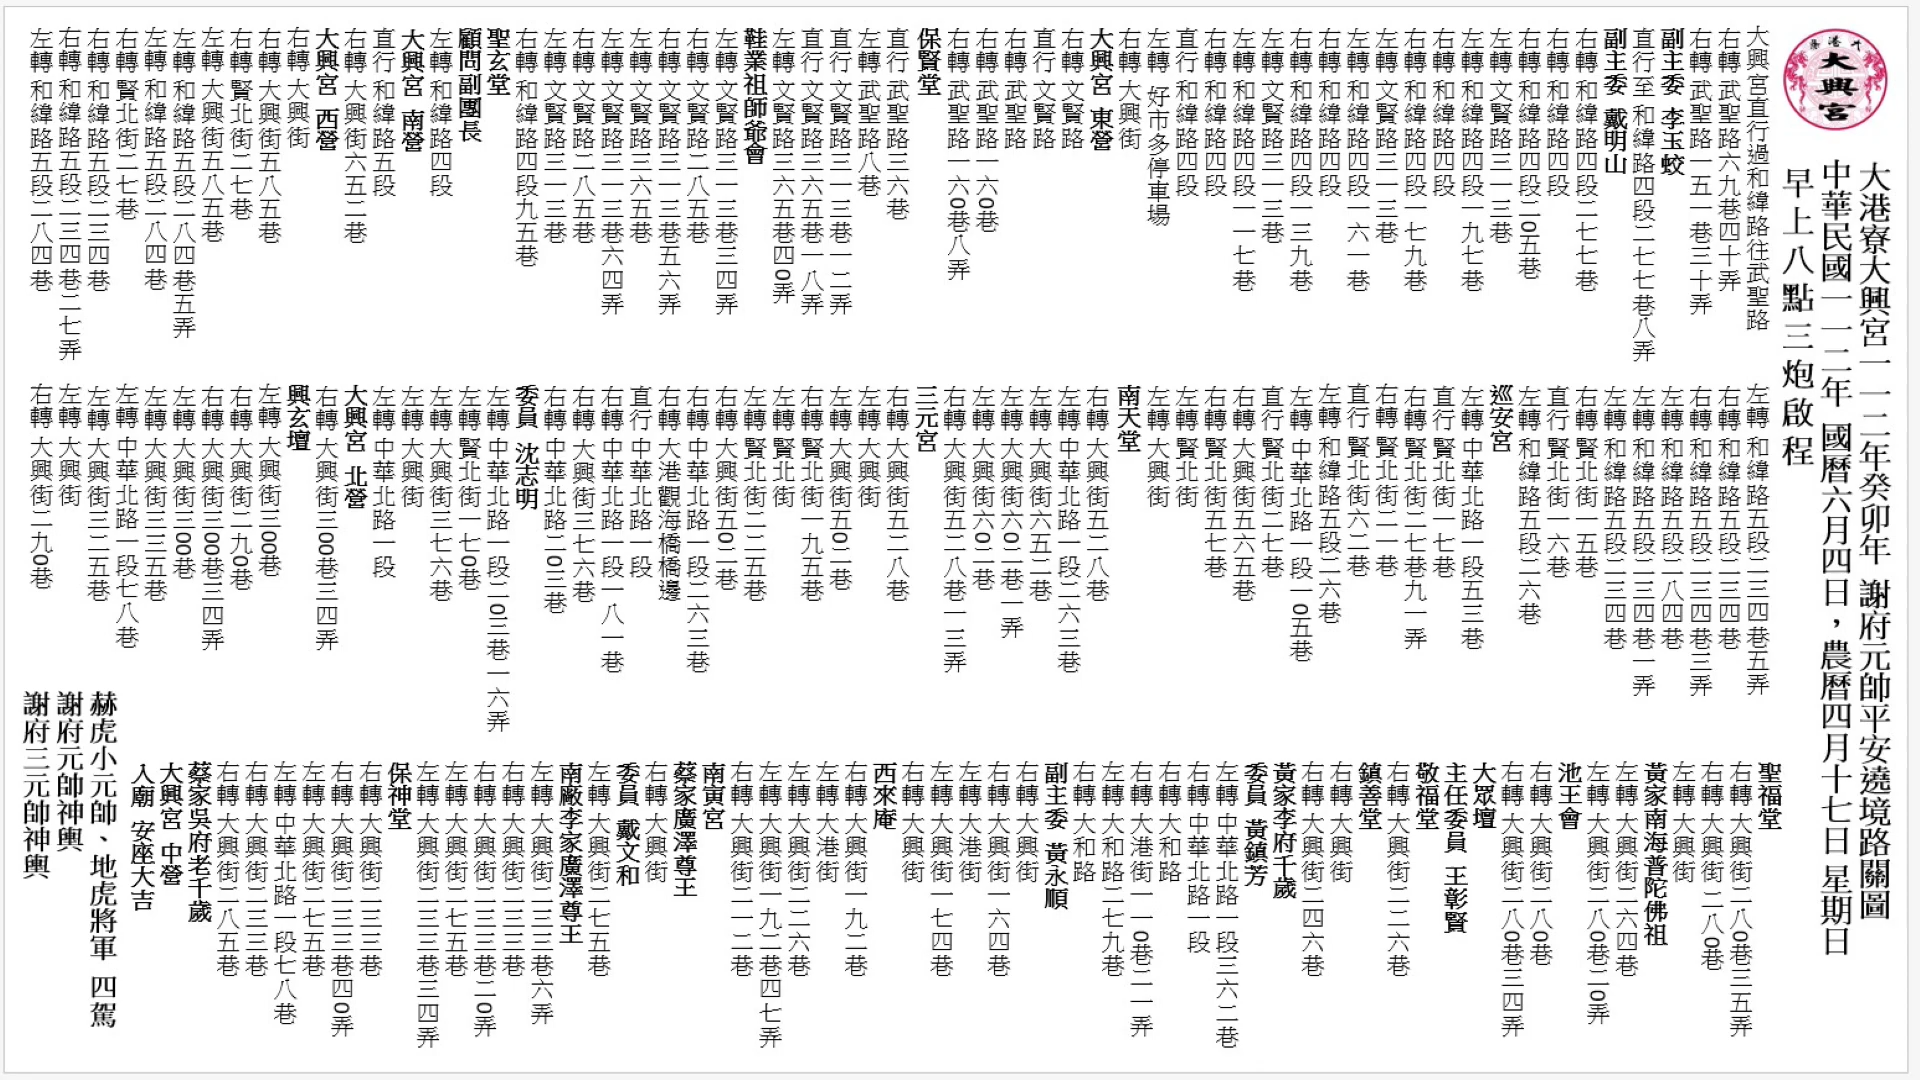 大港寮大興宮一一二年癸卯年 謝府元帥平安遶境路關圖
中華民國一一二年 國曆六月四日，農曆四月十七日 星期日
早上八點三炮啟程
大港寮
大興宮
大興宮直行過和緯路往武聖路
右轉 武聖路六九巷四十弄
右轉 武聖路一五一巷三十弄
副主委 李玉蛟
直行至 和緯路四段二七七巷八弄
副主委 戴明山
右轉 和緯路四段二七七巷
右轉 和緯路四段
右轉 和緯路四段二0五巷
左轉 文賢路三一三巷
左轉 和緯路四段一九七巷
右轉 和緯路四段
右轉 和緯路四段一七九巷
左轉 文賢路三一三巷
左轉 和緯路四段一六一巷
右轉 和緯路四段
右轉 和緯路四段一三九巷
左轉 文賢路三一三巷
左轉 和緯路四段一一七巷
右轉 和緯路四段
直行 和緯路四段
左轉 好市多停車場
右轉 大興街
大興宮 東營
右轉 文賢路
直行 文賢路
右轉 武聖路
右轉 武聖路一六0巷
右轉 武聖路一六0巷八弄
保賢堂
直行 武聖路三六巷
左轉 武聖路八巷
直行 文賢路三一三巷一二弄
直行 文賢路三六五巷一八弄
左轉 文賢路三六五巷四0弄
鞋業祖師爺會
左轉 文賢路三一三巷三四弄
右轉 文賢路二八五巷
右轉 文賢路三一三巷五六弄
左轉 文賢路三六五巷
左轉 文賢路三一三巷六四弄
左轉 文賢路二八五巷
右轉 文賢路三一三巷
右轉 和緯路四段九五巷
聖玄堂
顧問副團長
左轉 和緯路四段
大興宮 南營
直行 和緯路五段
右轉 大興街六五二巷
大興宮 西營
右轉 大興街
右轉 大興街五八五巷
右轉 賢北街二七巷
左轉 大興街五八五巷
左轉 和緯路五段二八四巷五弄
左轉 和緯路五段二八四巷
右轉 賢北街二七巷
右轉 和緯路五段二三四巷
右轉 和緯路五段二三四巷二七弄
左轉 和緯路五段二八四巷
左轉 和緯路五段二三四巷五弄
右轉 和緯路五段二三四巷
右轉 和緯路五段二三四巷三弄
左轉 和緯路五段二八四巷
左轉 和緯路五段二三四巷一弄
左轉 和緯路五段二三四巷
右轉 賢北街一五巷
直行 賢北街一六巷
左轉 和緯路五段二六巷
巡安宮
左轉 中華北路一段五三巷
直行 賢北街一七巷
右轉 賢北街二七巷九一弄
右轉 賢北街二一巷
直行 賢北街六二巷
左轉 和緯路五段二六巷
左轉 中華北路一段一0五巷
直行 賢北街二七巷
右轉 大興街五六五巷
右轉 賢北街五七巷
左轉 賢北街
左轉 大興街
南天堂
右轉 大興街五二八巷
左轉 中華北路一段二六三巷
左轉 大興街六五二巷
左轉 大興街六0二巷一弄
左轉 大興街六0二巷
右轉 大興街五二八巷一三弄
三元宮
右轉 大興街五二八巷
左轉 大興街
左轉 大興街五0二巷
右轉 賢北街一九五巷
左轉 賢北街
左轉 賢北街二二五巷
右轉 大興街五0二巷
右轉 中華北路一段二六三巷
右轉 大港觀海橋橋邊
直行 中華北路一段
右轉 中華北路一段一八一巷
右轉 大興街三七六巷
右轉 中華北路二0三巷
委員 沈志明
左轉 中華北路一段二0三巷一六弄
右轉 賢北街一七0巷
左轉 大興街三七六巷
左轉 大興街
左轉 中華北路一段
大興宮 北營
右轉 大興街三00巷三四弄
興玄壇
左轉 大興街三00巷
右轉 大興街二九0巷
右轉 大興街三00巷三四弄
左轉 大興街三00巷
左轉 大興街三三五巷
左轉 中華北路一段七八巷
左轉 大興街三二五巷
左轉 大興街
右轉 大興街二九0巷
聖福堂
右轉 大興街二八0巷三五弄
右轉 大興街二八0巷
左轉 大興街
黃家南海普陀佛祖
左轉 大興街二六四巷
左轉 大興街二八0巷二0弄
池王會
右轉 大興街二八0巷
右轉 大興街二八0巷三四弄
大眾壇
主任委員 王彰賢
敬福堂
右轉 大興街二二六巷
鎮善堂
右轉 大興街
右轉 大興街二四六巷
黃家李府千歲
委員 黃鎮芳
左轉 中華北路一段三六二巷
右轉 中華北路一段
右轉 大和路
右轉 大港街一一0巷二一弄
左轉 大和路二七九巷
右轉 大和路
副主委 黃永順
右轉 大興街
右轉 大興街一六四巷
左轉 大港街
左轉 大興街一七四巷
右轉 大興街
西來庵
右轉 大興街一九二巷
左轉 大港街
左轉 大興街二二六巷
左轉 大興街一九二巷四七弄
右轉 大興街二一二巷
南寅宮
蔡家廣澤尊王
右轉 大興街
委員 戴文和
左轉 大興街二七五巷
南廠李家廣澤尊王
左轉 大興街二三三巷六弄
右轉 大興街二三三巷
右轉 大興街二三三巷二0弄
左轉 大興街二七五巷
左轉 大興街二三三巷三四弄
保神堂
右轉 大興街二三三巷
右轉 大興街二三三巷四0弄
左轉 大興街二七五巷
左轉 中華北路一段七八巷
右轉 大興街二三三巷
右轉 大興街二八五巷
蔡家吳府老千歲
大興宮 中營
入廟 安座大吉
赫虎小元帥、地虎將軍 四駕
謝府元帥神輿
謝府三元帥神輿